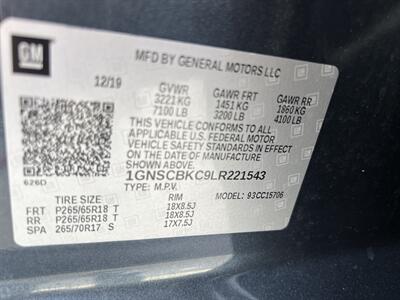 GM
MFD BY GENERAL MOTORS LLC
12/19 GVWR GAWR FRT GAWR RR
3221 KG 1451 KG 1860 KG
7100 LB 3200 LB 4100 LB
THIS VEHICLE CONFORMS TO ALL
APPLICABLE U.S. FEDERAL MOTOR
VEHICLE SAFETY AND THEFT PREVENTION
STANDARDS IN EFFECT ON THE DATE
OF MANUFACTURE SHOWN ABOVE.
626D 1GNSCBKC9LR221543
TYPE: M.P.V. MODEL: 93CC15706
TIRE SIZE RIM
FRT P265/65R18 T 18X8.5J
RR P265/65R18 T 18X8.5J
SPA 265/70R17 S 17X7.5J